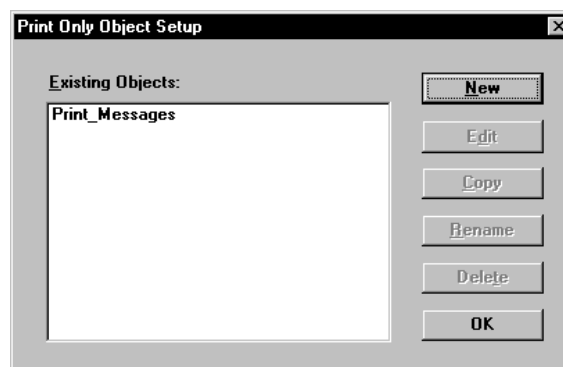 Print Only Object Setup
Existing Objects:
Print_Messages
New
Edit
Copy
Rename
Delete
OK